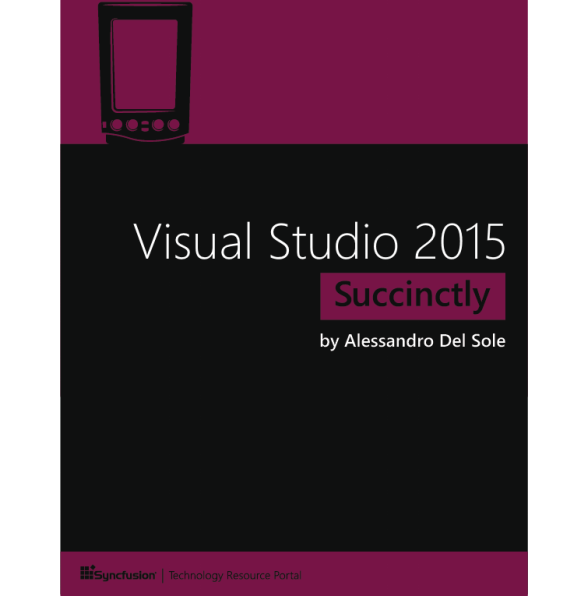 Visual Studio 2015
Succinctly
by Alessandro Del Sole
Syncfusion | Technology Resource Portal